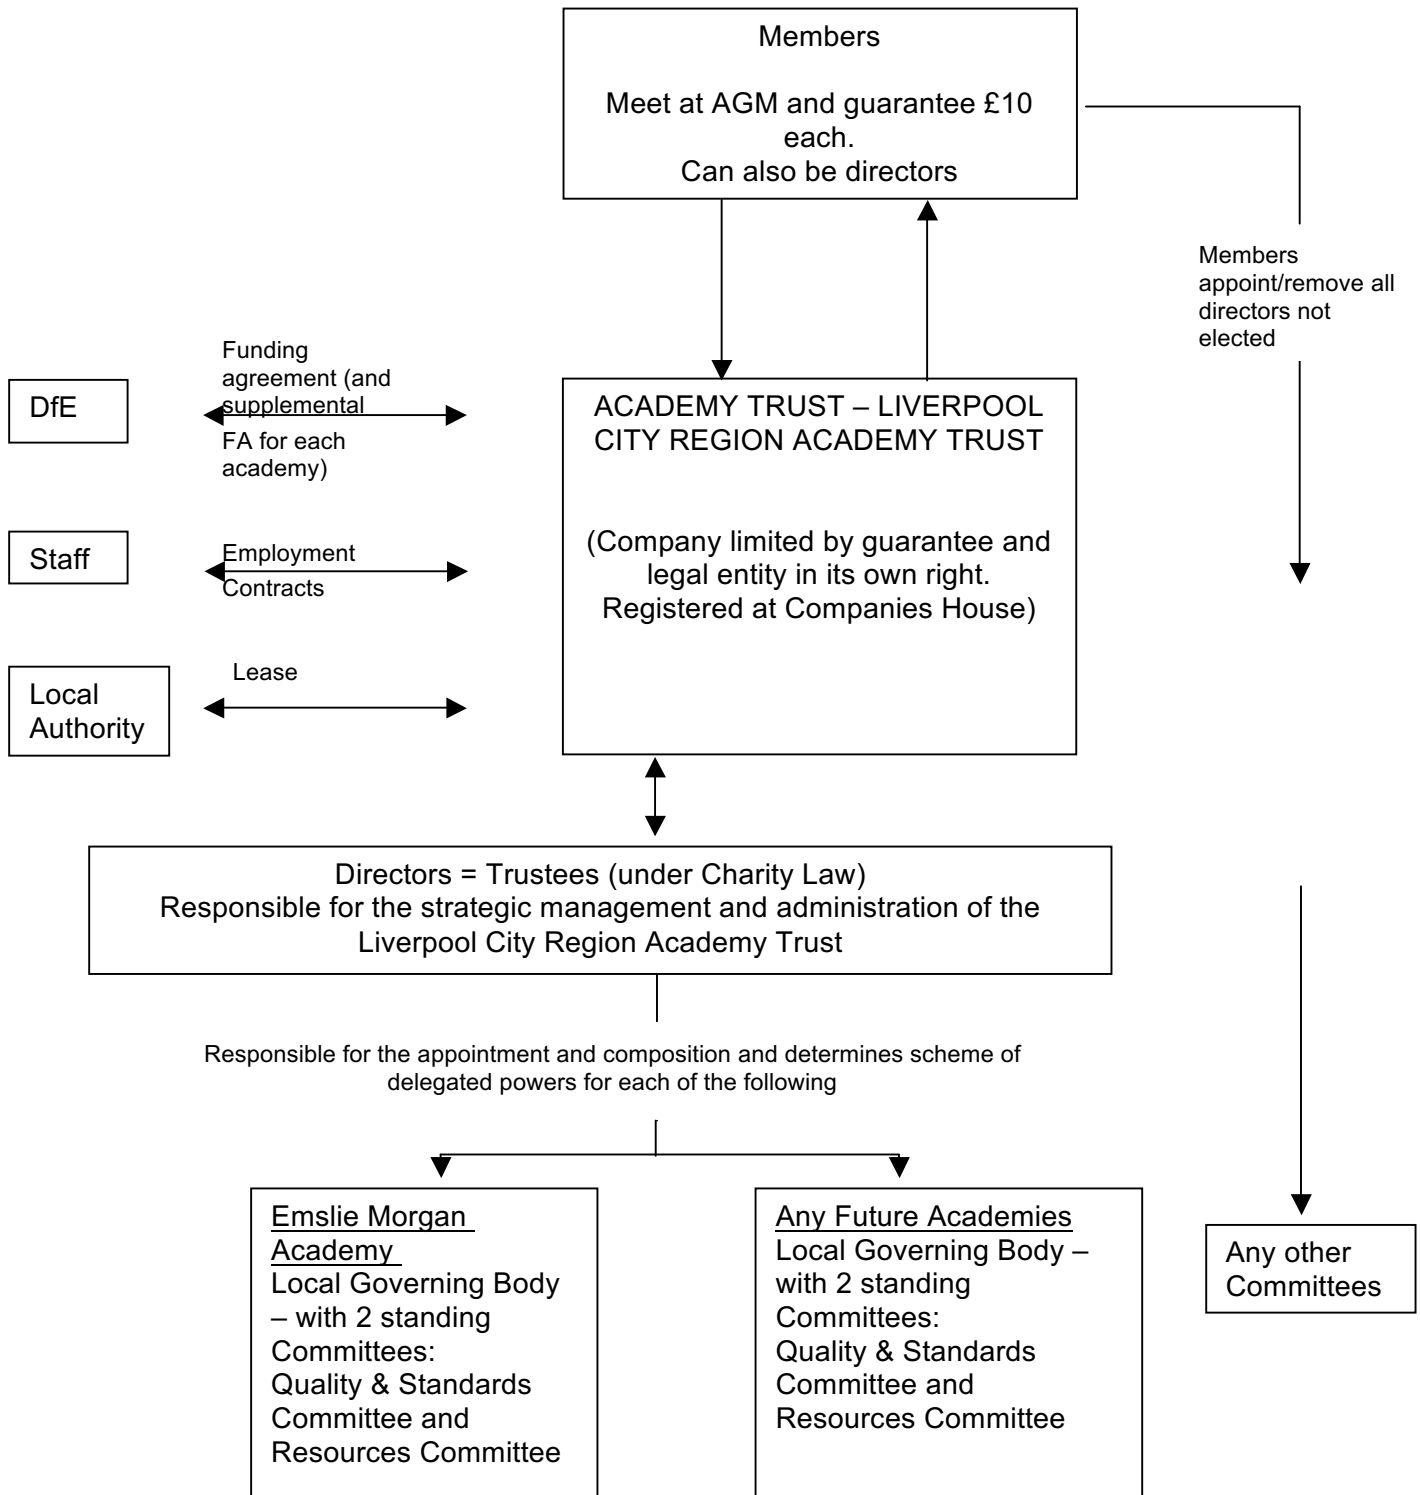 Members
Meet at AGM and guarantee £10
each.
Can also be directors
Members
appoint/remove all
directors not
elected
DfE
Funding
agreement (and
supplemental
FA for each
academy)
ACADEMY TRUST – LIVERPOOL
CITY REGION ACADEMY TRUST
(Company limited by guarantee and
legal entity in its own right.
Registered at Companies House)
Staff
Employment
Contracts
Local
Authority
Lease
Directors = Trustees (under Charity Law)
Responsible for the strategic management and administration of the
Liverpool City Region Academy Trust
Responsible for the appointment and composition and determines scheme of
delegated powers for each of the following
Emslie Morgan
Academy
Local Governing Body
– with 2 standing
Committees:
Quality & Standards
Committee and
Resources Committee
Any Future Academies
Local Governing Body –
with 2 standing
Committees:
Quality & Standards
Committee and
Resources Committee
Any other
Committees